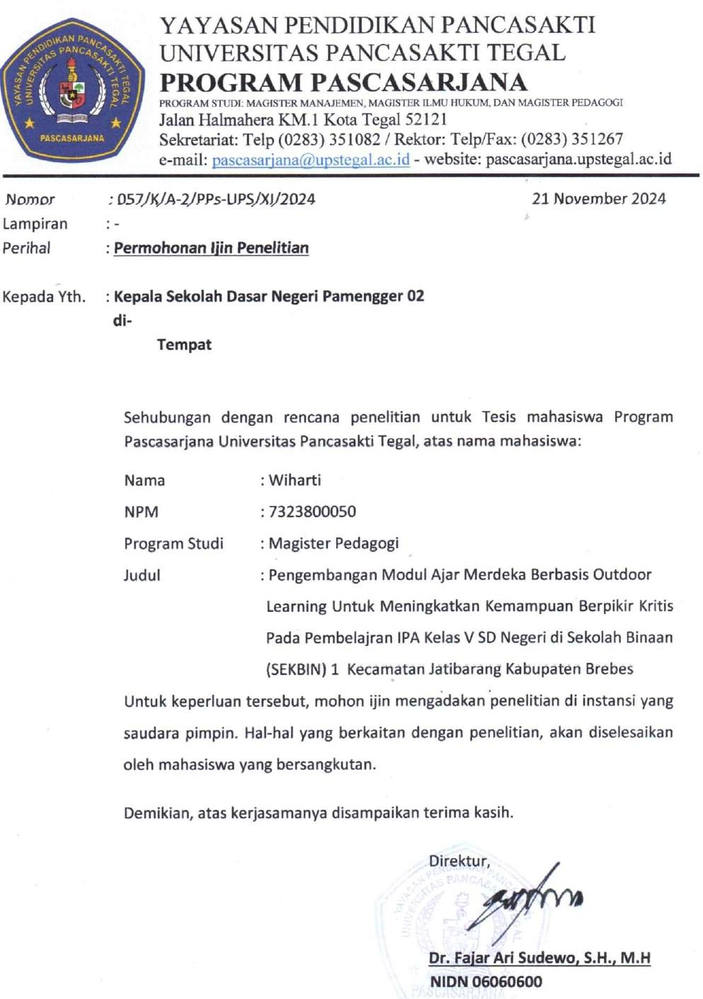 YAYASAN PENDIDIKAN PANCASAKTI
UNIVERSITAS PANCASAKTI TEGAL
PROGRAM PASCASARJANA
PROGRAM STUDI: MAGISTER MANAJEMEN, MAGISTER ILMU HUKUM, DAN MAGISTER PEDAGOGI
Jalan Halmahera KM.1 Kota Tegal 52121
Sekretariat: Telp (0283) 351082 / Rektor: Telp/Fax: (0283) 351267
e-mail: pascasarjana@upstegal.ac.id - website: pascasarjana.upstegal.ac.id
YAYASAN PENDIDIKAN PANCASAKTI TEGAL
UNIVERSITAS PANCASAKTI TEGAL
PASCASARJANA
Nomor : 057/K/A-2/PPs-UPS/XI/2024 21 November 2024
Lampiran : -
Perihal : Permohonan Ijin Penelitian
Kepada Yth. : Kepala Sekolah Dasar Negeri Pamengger 02
di-
Tempat
Sehubungan dengan rencana penelitian untuk Tesis mahasiswa Program
Pascasarjana Universitas Pancasakti Tegal, atas nama mahasiswa:
Nama : Wiharti
NPM : 7323800050
Program Studi : Magister Pedagogi
Judul : Pengembangan Modul Ajar Merdeka Berbasis Outdoor
Learning Untuk Meningkatkan Kemampuan Berpikir Kritis
Pada Pembelajran IPA Kelas V SD Negeri di Sekolah Binaan
(SEKBIN) 1 Kecamatan Jatibarang Kabupaten Brebes
Untuk keperluan tersebut, mohon ijin mengadakan penelitian di instansi yang
saudara pimpin. Hal-hal yang berkaitan dengan penelitian, akan diselesaikan
oleh mahasiswa yang bersangkutan.
Demikian, atas kerjasamanya disampaikan terima kasih.
Direktur,
Dr. Fajar Ari Sudewo, S.H., M.H
NIDN 06060600
PASCASARJANA